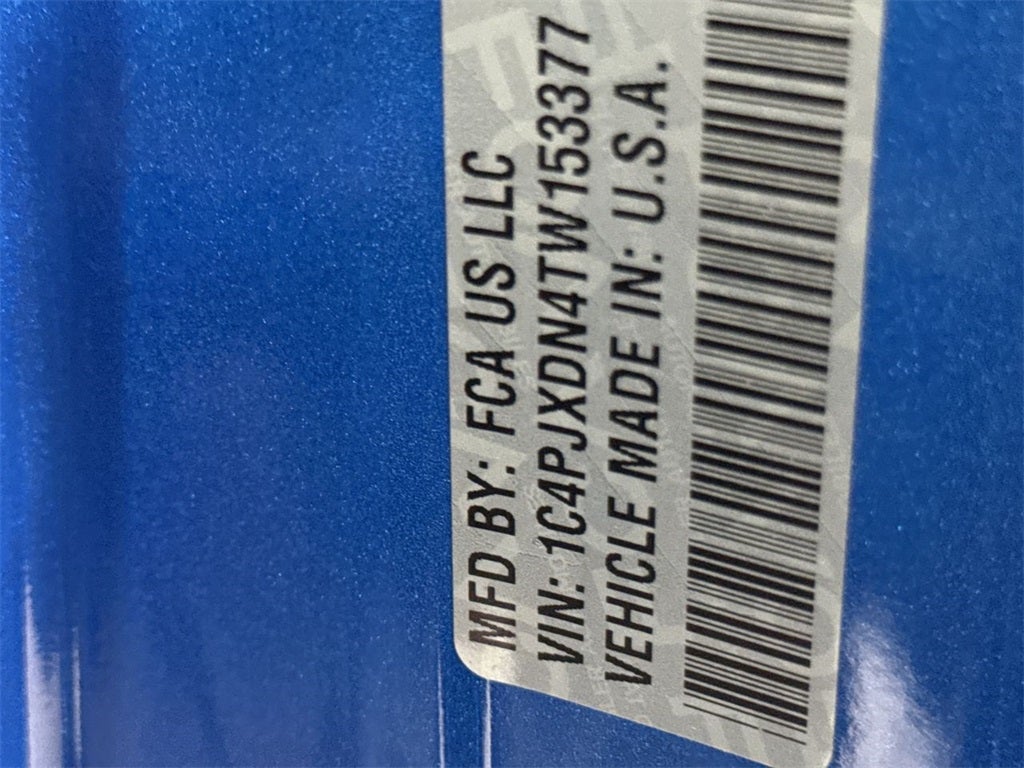 MFD BY: FCA US LLC
VIN: 1C4PJXDN4TW153377
VEHICLE MADE IN: U.S.A.